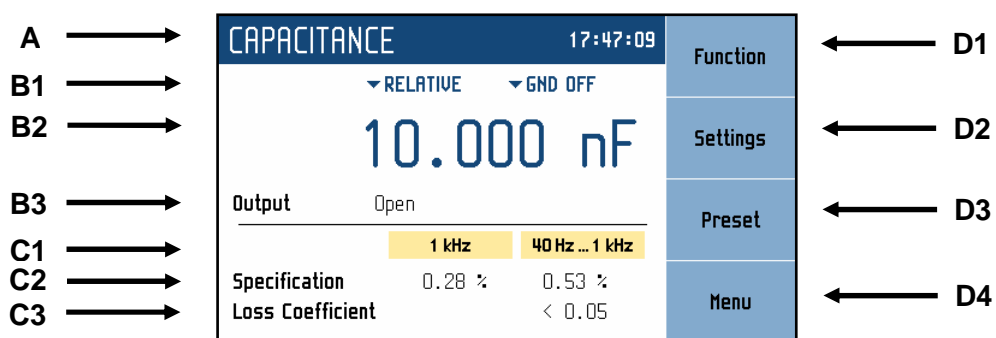 A CAPACITANCE 17:47:09 Function D1
B1 RELATIVE GND OFF
B2 10.000 nF Settings D2
B3 Output Open Preset D3
C1 1 kHz 40 Hz ... 1 kHz
C2 Specification 0.28 % 0.53 %
C3 Loss Coefficient < 0.05 Menu D4